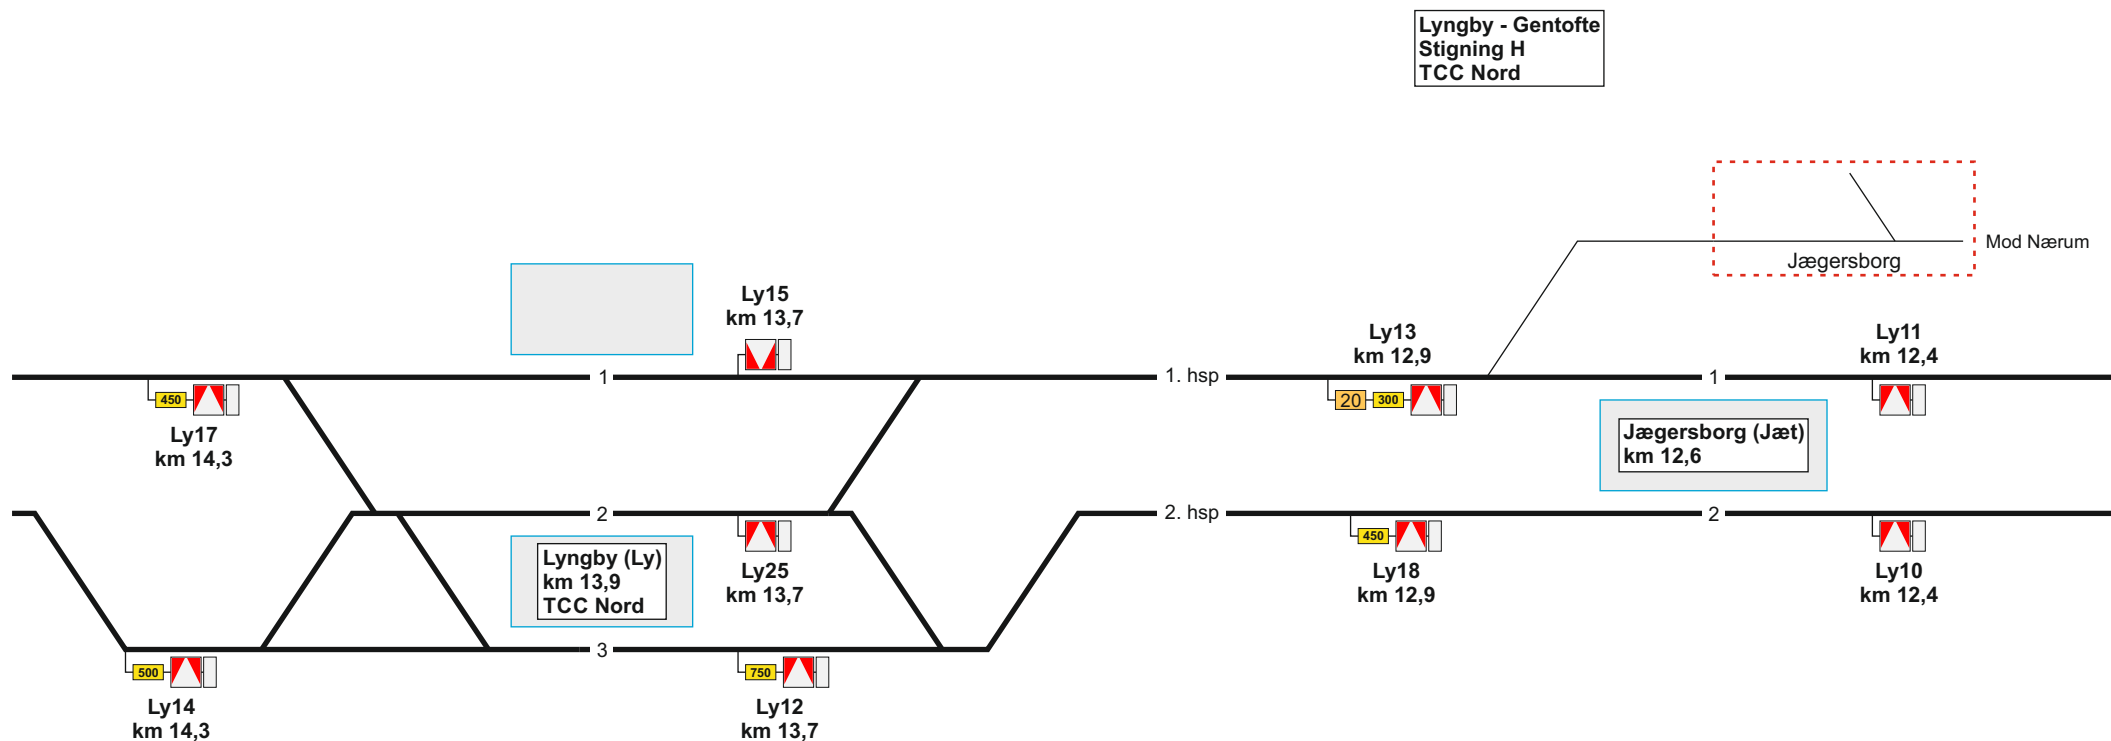 Lyngby - Gentofte
Stigning H
TCC Nord
Mod Nærum
Jægersborg
Ly15
km 13,7
Ly13
km 12,9
Ly11
km 12,4
1
1. hsp
1
450
20
300
Ly17
km 14,3
Jægersborg (Jæt)
km 12,6
2
2. hsp
2
450
Lyngby (Ly)
km 13,9
TCC Nord
Ly25
km 13,7
Ly18
km 12,9
Ly10
km 12,4
3
500
750
Ly14
km 14,3
Ly12
km 13,7